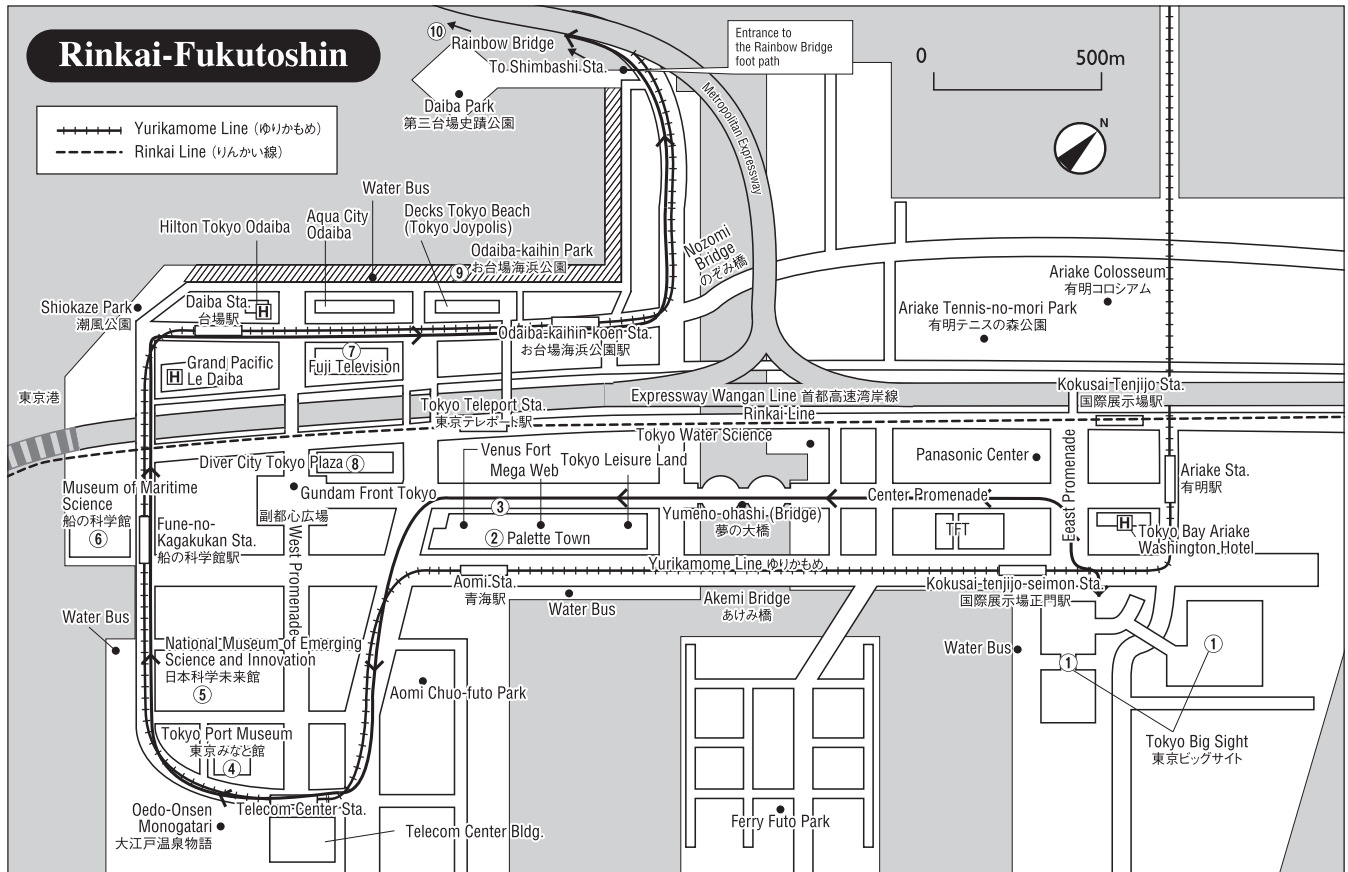 Rinkai-Fukutoshin
Yurikamome Line (ゆりかもめ)
Rinkai Line (りんかい線)
⑩
Rainbow Bridge
To Shimbashi Sta.
Entrance to
the Rainbow Bridge
foot path
0
500m
N
Daiba Park
第三台場史蹟公園
Metropolitan Expressway
Water Bus
Hilton Tokyo Odaiba
Aqua City
Odaiba
Decks Tokyo Beach
(Tokyo Joypolis)
Odaiba-kaihin Park
⑨ お台場海浜公園
Nozomi
Bridge
のぞみ橋
Ariake Colosseum
有明コロシアム
Ariake Tennis-no-mori Park
有明テニスの森公園
Shiokaze Park
潮風公園
Daiba Sta.
台場駅
H
Odaiba-kaihin-koen Sta.
お台場海浜公園駅
⑦
Fuji Television
H
Grand Pacific
Le Daiba
東京港
Expressway Wangan Line 首都高速湾岸線
Rinkai Line
Kokusai Tenjijo Sta.
国際展示場駅
Tokyo Teleport Sta.
東京テレポート駅
Tokyo Water Science
Venus Fort
Mega Web
Tokyo Leisure Land
Panasonic Center
Diver City Tokyo Plaza ⑧
Gundam Front Tokyo
副都心広場
Museum of Maritime
Science
船の科学館
⑥
Fune-no-
Kagakukan Sta.
船の科学館駅
West Promenade
③
② Palette Town
Yumeno-ohashi (Bridge)
夢の大橋
Center Promenade
Eeast Promenade
Ariake Sta.
有明駅
TFT
H
Tokyo Bay Ariake
Washington Hotel
Yurikamome Line ゆりかもめ
Aomi Sta.
青海駅
Water Bus
Akemi Bridge
あけみ橋
Kokusai-tenjijo-seimon Sta.
国際展示場正門駅
Water Bus
National Museum of Emerging
Science and Innovation
日本科学未来館
⑤
Aomi Chuo-futo Park
Water Bus
①
①
Tokyo Big Sight
東京ビッグサイト
Tokyo Port Museum
東京みなと館
④
Oedo-Onsen
Monogatari
大江戸温泉物語
Telecom Center Sta.
Telecom Center Bldg.
Ferry Futo Park